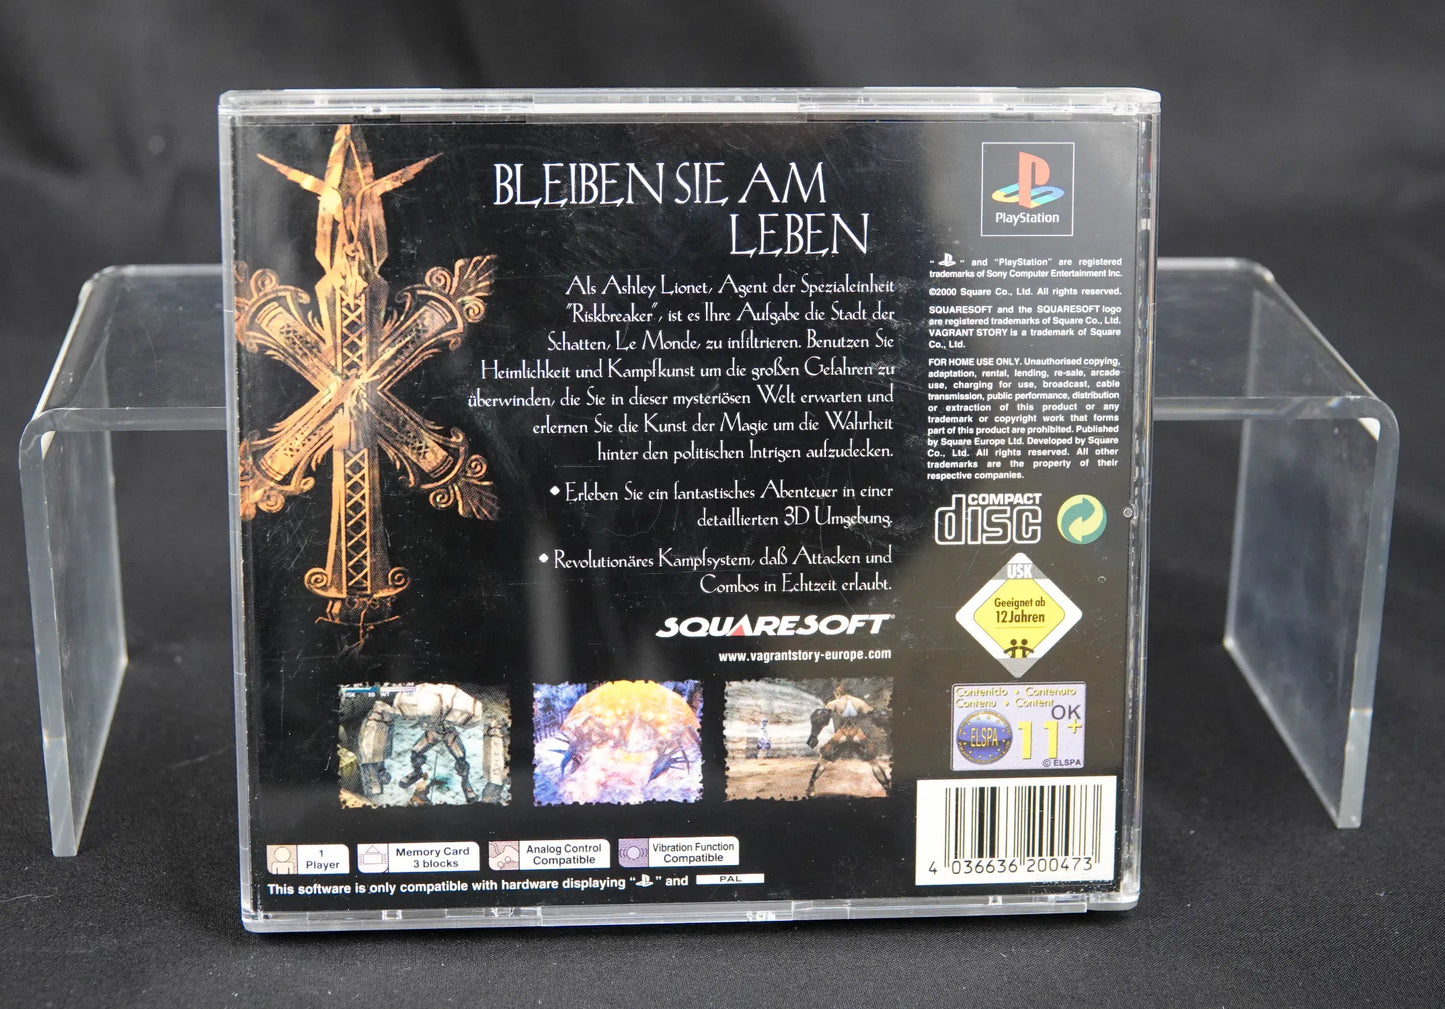 BLEIBEN SIE AM
LEBEN
Als Ashley Lionet, Agent der Spezialeinheit
"Riskbreaker", ist es Ihre Aufgabe die Stadt der
Schatten, Le Monde, zu infiltrieren. Benutzen Sie
Heimlichkeit und Kampfkunst um die großen Gefahren zu
überwinden, die Sie in dieser mysteriösen Welt erwarten und
erlernen Sie die Kunst der Magie um die Wahrheit
hinter den politischen Intrigen aufzudecken.
• Erleben Sie ein fantastisches Abenteuer in einer
detaillierten 3D Umgebung.
• Revolutionäres Kampfsystem, daß Attacken und
Combos in Echtzeit erlaubt.
SQUARESOFT®
www.vagrantstory-europe.com
PlayStation
" " and "PlayStation" are registered
trademarks of Sony Computer Entertainment Inc.
©2000 Square Co., Ltd. All rights reserved.
SQUARESOFT and the SQUARESOFT logo
are registered trademarks of Square Co., Ltd.
VAGRANT STORY is a trademark of Square
Co., Ltd.
FOR HOME USE ONLY. Unauthorised copying,
adaptation, rental, lending, re-sale, arcade
use, charging for use, broadcast, cable
transmission, public performance, distribution
or extraction of this product or any
trademark or copyright work that forms
part of this product are prohibited. Published
by Square Europe Ltd. Developed by Square
Co., Ltd. All rights reserved. All other
trademarks are the property of their
respective companies.
COMPACT
disc
USK
Geeignet ab
12 Jahren
Contenido • Contenuto
Contenu • Content
OK
ELSPA
11+
© ELSPA
4 036636 200473
1
Player
Memory Card
3 blocks
Analog Control
Compatible
Vibration Function
Compatible
This software is only compatible with hardware displaying " " and PAL